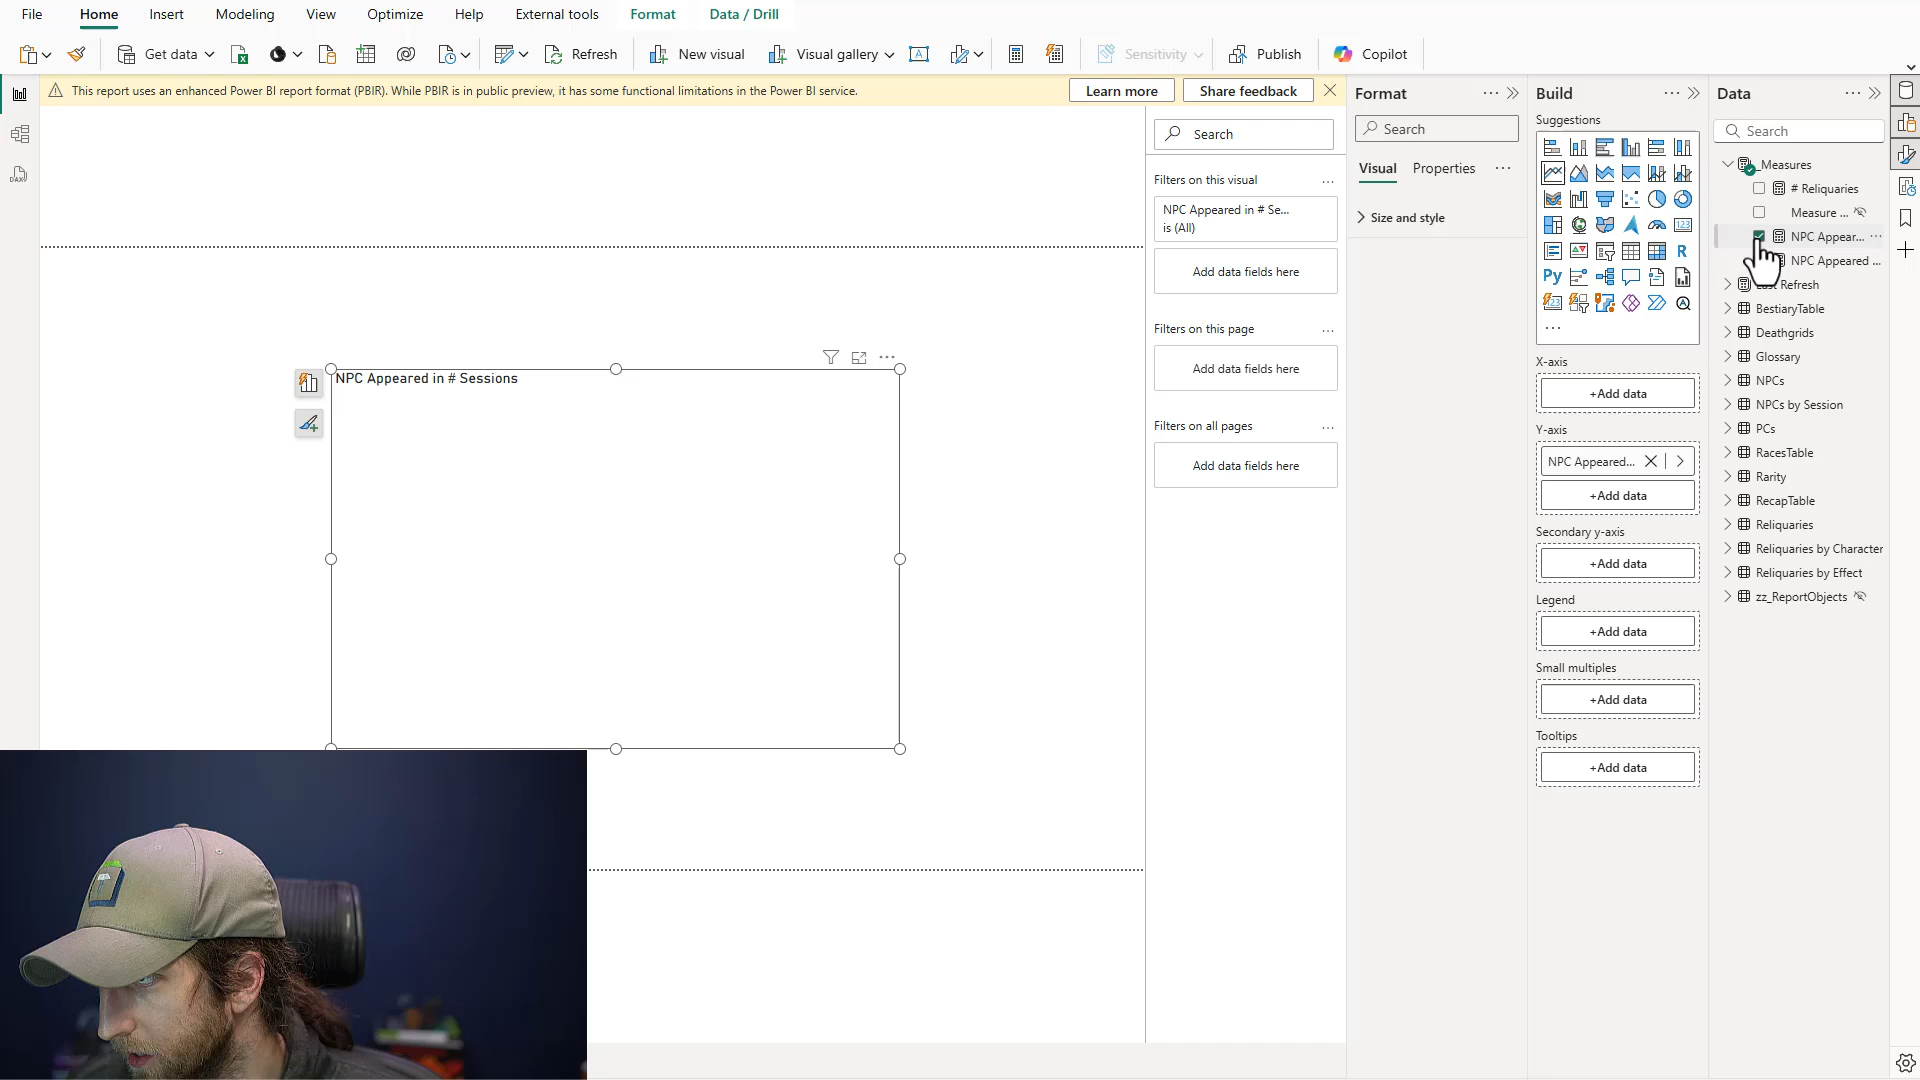 File Home Insert Modeling View Optimize Help External tools Format Data / Drill
Get data Refresh New visual Visual gallery Sensitivity Publish Copilot
This report uses an enhanced Power BI report format (PBIR). While PBIR is in public preview, it has some functional limitations in the Power BI service. Learn more Share feedback
NPC Appeared in # Sessions
Search
Filters on this visual ...
NPC Appeared in # Se...
is (All)
Add data fields here
Filters on this page ...
Add data fields here
Filters on all pages ...
Add data fields here
Format ...
Search
Visual Properties ...
Size and style
Build ...
Suggestions
123
R
Py
...
X-axis
+Add data
Y-axis
NPC Appeared...
+Add data
Secondary y-axis
+Add data
Legend
+Add data
Small multiples
+Add data
Tooltips
+Add data
Data ...
Search
_Measures
# Reliquaries
Measure ...
NPC Appear... ...
NPC Appeared ...
Refresh
BestiaryTable
Deathgrids
Glossary
NPCs
NPCs by Session
PCs
RacesTable
Rarity
RecapTable
Reliquaries
Reliquaries by Character
Reliquaries by Effect
zz_ReportObjects